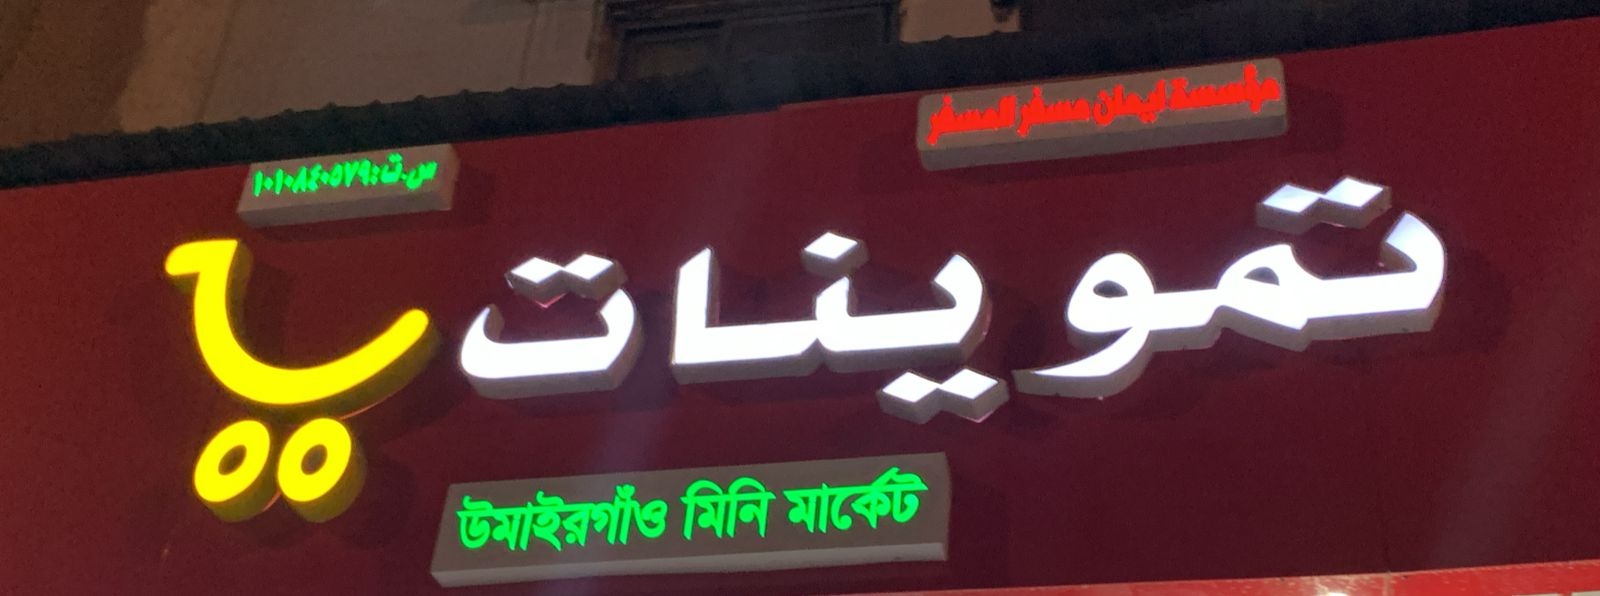 مؤسسة ايمان مسفر المسفر
س.ت:١٠١٠٨٤٠٥٧٩
تموينات
উমাইরগাঁও মিনি মার্কেট